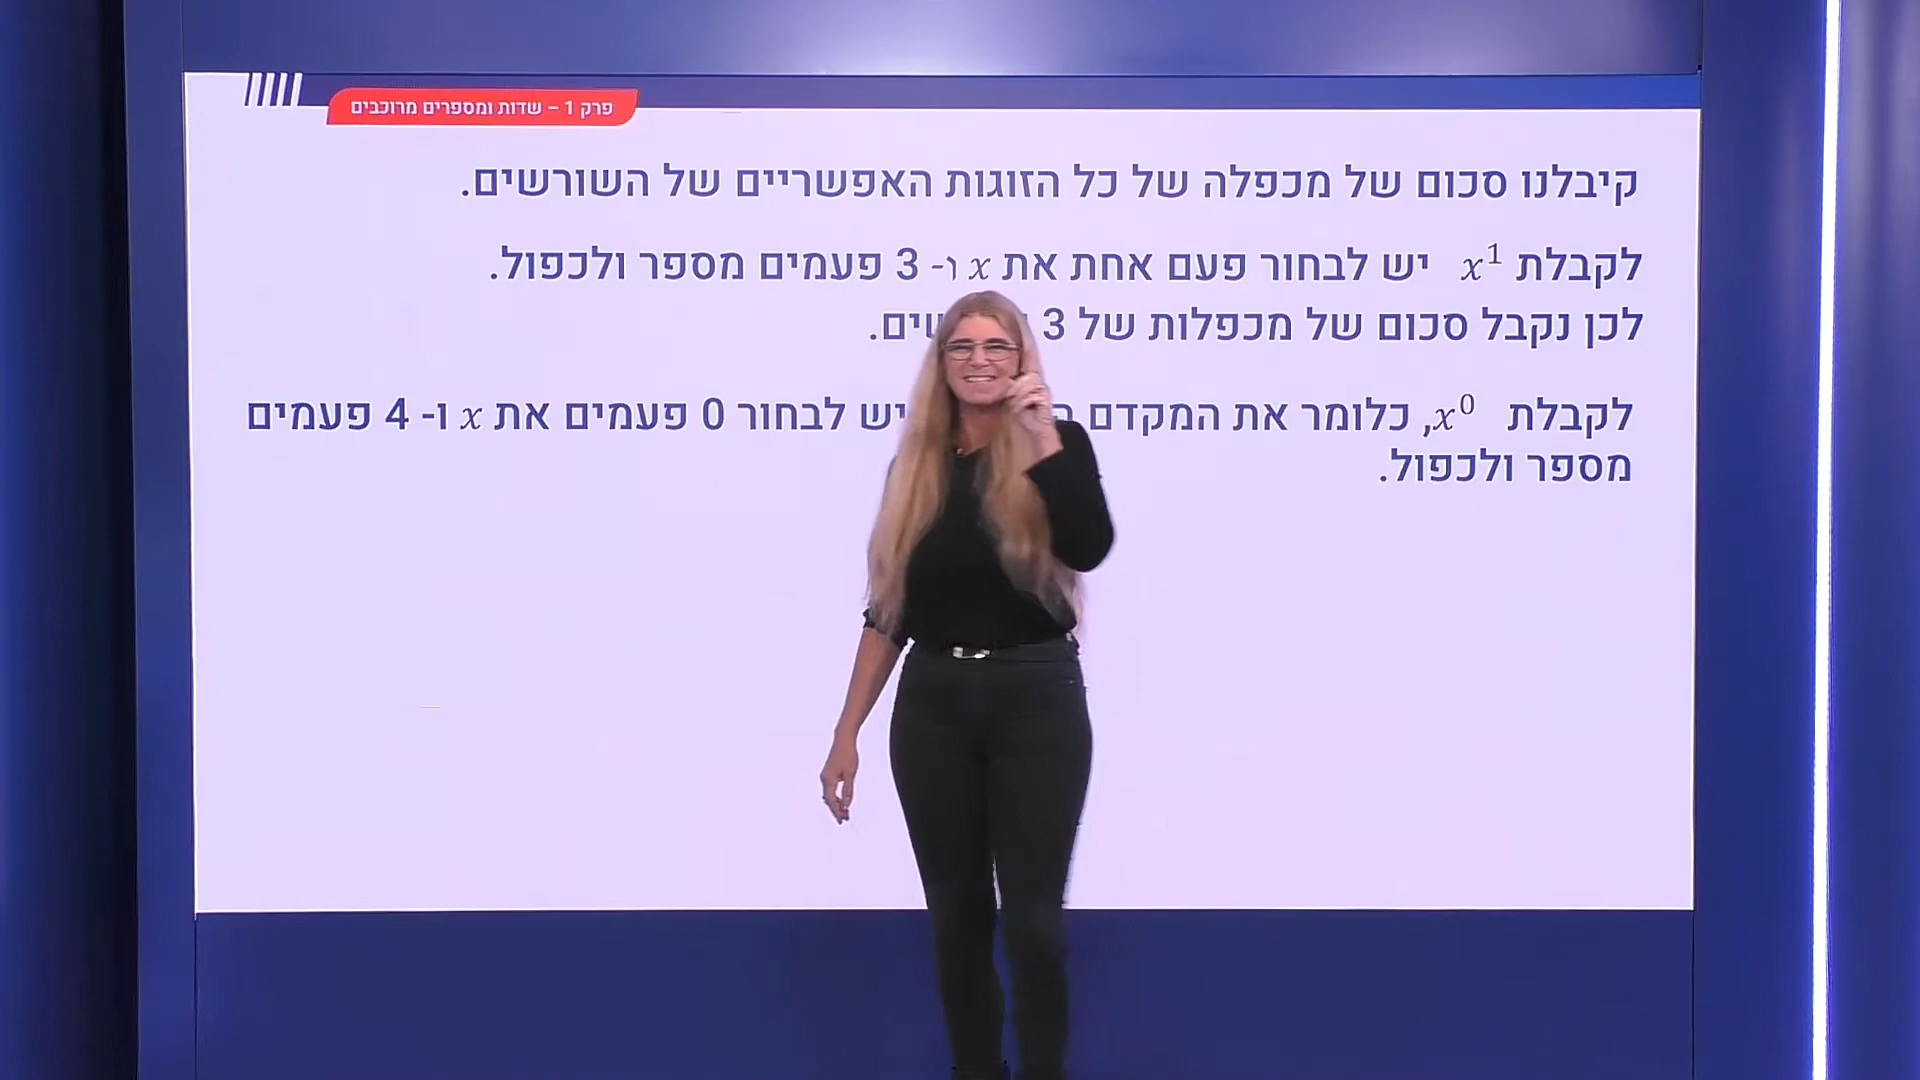 פרק 1 – שדות ומספרים מרוכבים
קיבלנו סכום של מכפלה של כל הזוגות האפשריים של השורשים.
לקבלת x¹ יש לבחור פעם אחת את x ו- 3 פעמים מספר ולכפול.
לכן נקבל סכום של מכפלות של 3
לקבלת x⁰, כלומר את המקדם יש לבחור 0 פעמים את x ו- 4 פעמים
מספר ולכפול.